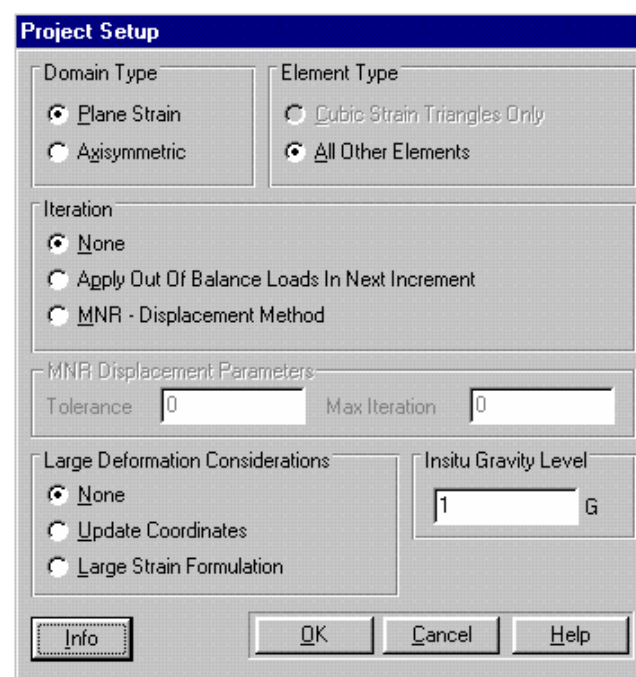 Project Setup
Domain Type
Plane Strain
Axisymmetric
Element Type
Cubic Strain Triangles Only
All Other Elements
Iteration
None
Apply Out Of Balance Loads In Next Increment
MNR - Displacement Method
MNR Displacement Parameters
Tolerance 0 Max Iteration 0
Large Deformation Considerations
None
Update Coordinates
Large Strain Formulation
Insitu Gravity Level
1 G
Info OK Cancel Help